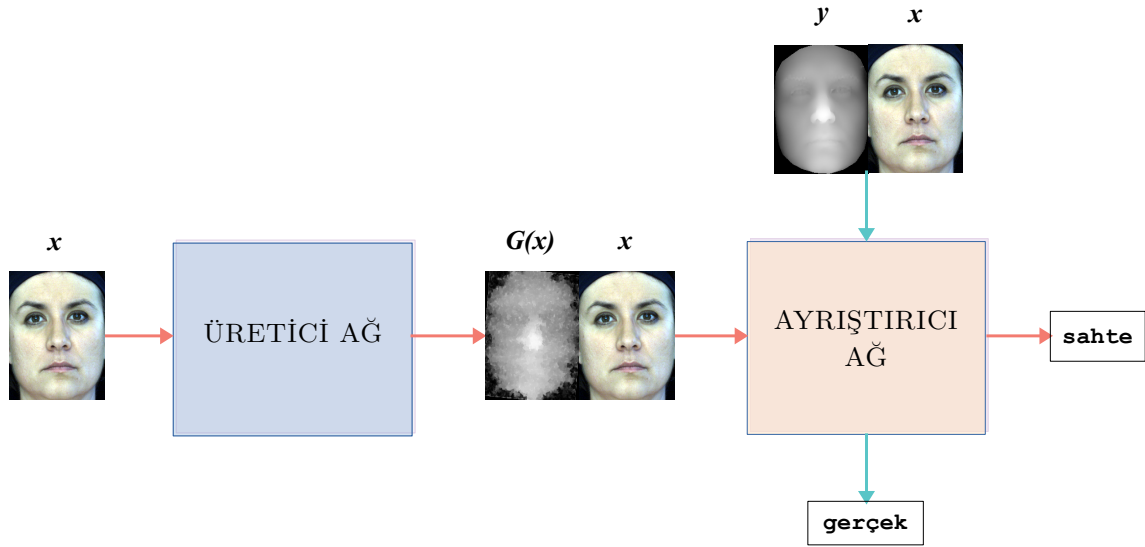 y x
x
G(x) x
ÜRETİCİ AĞ
AYRIŞTIRICI
AĞ
sahte
gerçek